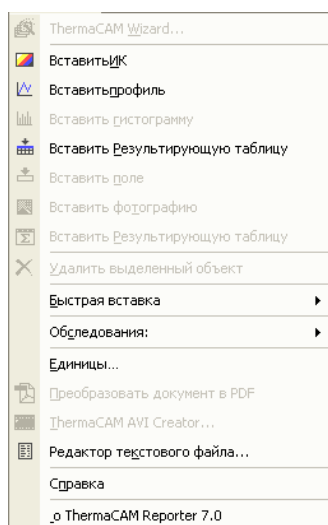 ThermaCAM Wizard...
ВставитьИК
Вставитьпрофиль
Вставить гистограмму
Вставить Результирующую таблицу
Вставить поле
Вставить фотографию
Вставить Результирующую таблицу
Удалить выделенный объект
Быстрая вставка
Обследования:
Единицы...
Преобразовать документ в PDF
ThermaCAM AVI Creator...
Редактор текстового файла...
Справка
_о ThermaCAM Reporter 7.0